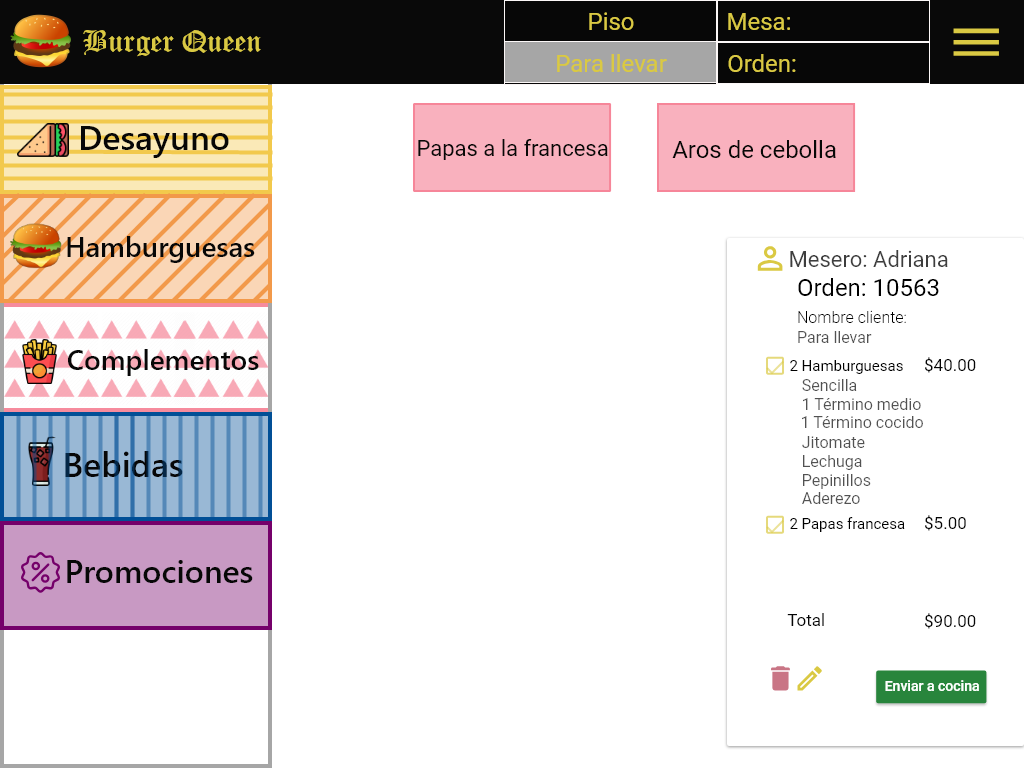 Burger Queen
Piso
Mesa:
Para llevar
Orden:
Desayuno
Hamburguesas
Complementos
Bebidas
Promociones
Papas a la francesa
Aros de cebolla
Mesero: Adriana
Orden: 10563
Nombre cliente:
Para llevar
2 Hamburguesas $40.00
Sencilla
1 Término medio
1 Término cocido
Jitomate
Lechuga
Pepinillos
Aderezo
2 Papas francesa $5.00
Total $90.00
Enviar a cocina